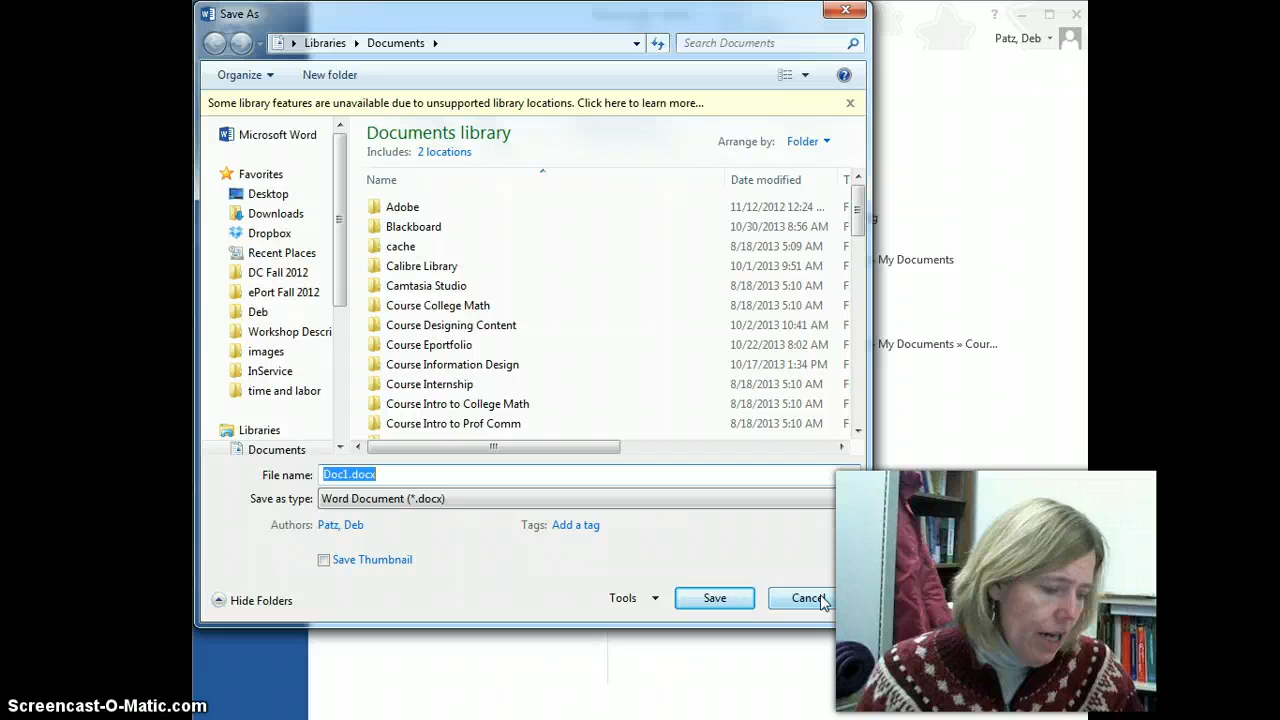 Save As
?
Patz, Deb
Libraries
Documents
Search Documents
Organize
New folder
Some library features are unavailable due to unsupported library locations. Click here to learn more...
Microsoft Word
Favorites
Desktop
Downloads
Dropbox
Recent Places
DC Fall 2012
ePort Fall 2012
Deb
Workshop Descri
images
InService
time and labor
Libraries
Documents
Documents library
Includes: 2 locations
Arrange by: Folder
Name Date modified T
Adobe 11/12/2012 12:24 ... F
Blackboard 10/30/2013 8:56 AM F
cache 8/18/2013 5:09 AM F
Calibre Library 10/1/2013 9:51 AM F
Camtasia Studio 8/18/2013 5:10 AM F
Course College Math 8/18/2013 5:10 AM F
Course Designing Content 10/2/2013 10:41 AM F
Course Eportfolio 10/22/2013 8:02 AM F
Course Information Design 10/17/2013 1:34 PM F
Course Internship 8/18/2013 5:10 AM F
Course Intro to College Math 8/18/2013 5:10 AM F
Course Intro to Prof Comm 8/18/2013 5:10 AM F
g
My Documents
My Documents » Cour...
File name: Doc1.docx
Save as type: Word Document (*.docx)
Authors: Patz, Deb
Tags: Add a tag
Save Thumbnail
Hide Folders
Tools
Save
Cancel
Screencast-O-Matic.com